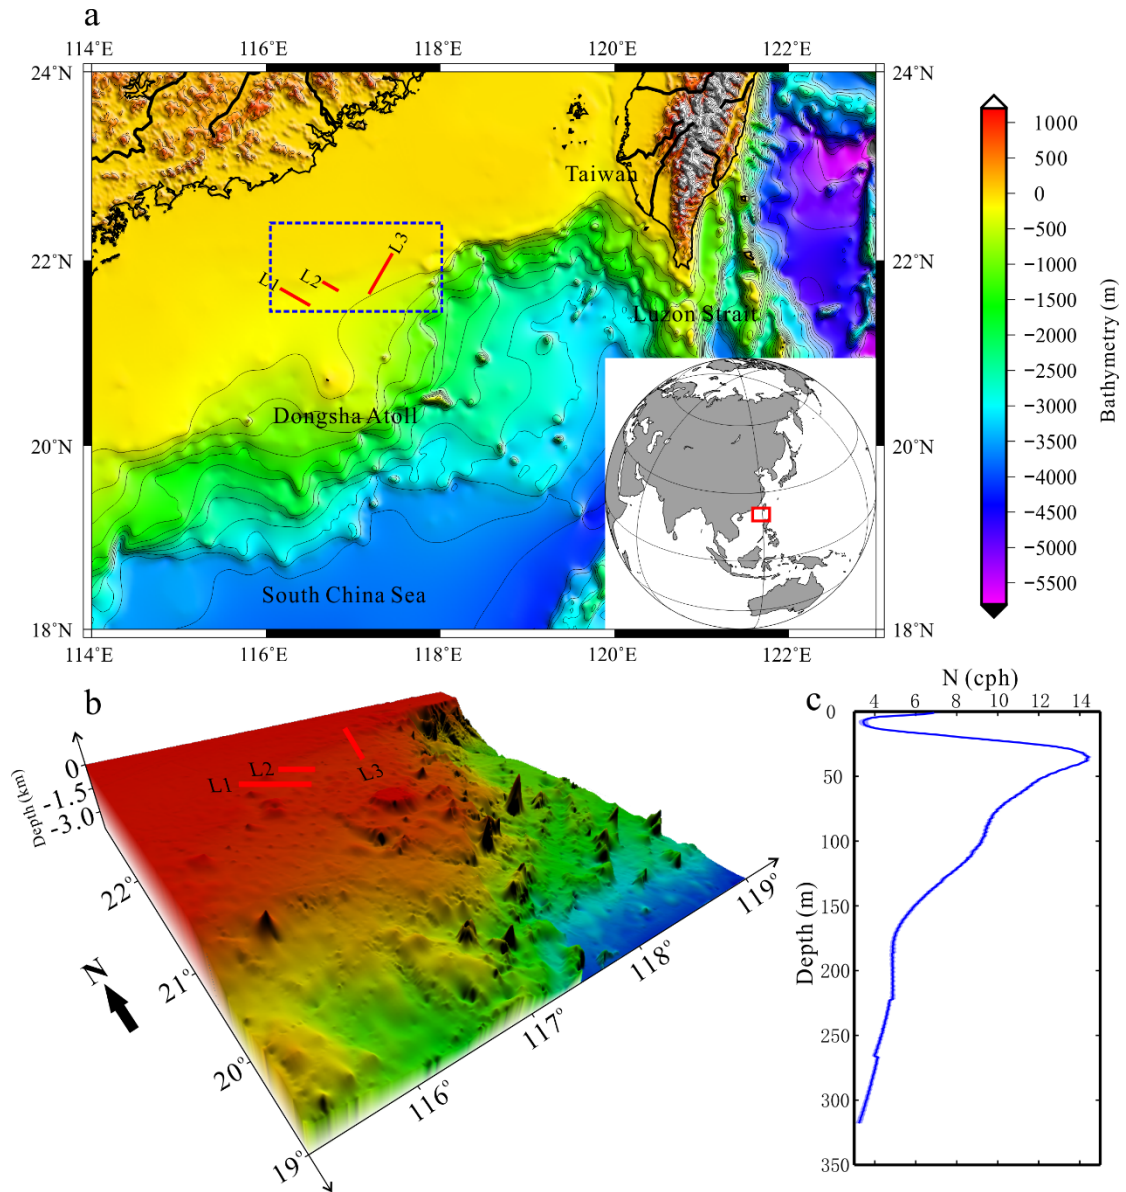 a
114°E 116°E 118°E 120°E 122°E
24°N 24°N
22°N 22°N
20°N 20°N
18°N 18°N
114°E 116°E 118°E 120°E 122°E
Taiwan
L1 L2 L3
Luzon Strait
Dongsha Atoll
South China Sea
1000
500
0
−500
−1000
−1500
−2000
−2500
−3000
−3500
−4000
−4500
−5000
−5500
Bathymetry (m)
b
0
-1.5
-3.0
Depth(km)
L1
L2
L3
22°
21°
20°
19°
116°
117°
118°
119°
N
c
N (cph)
4 6 8 10 12 14
0
50
100
150
200
250
300
350
Depth (m)